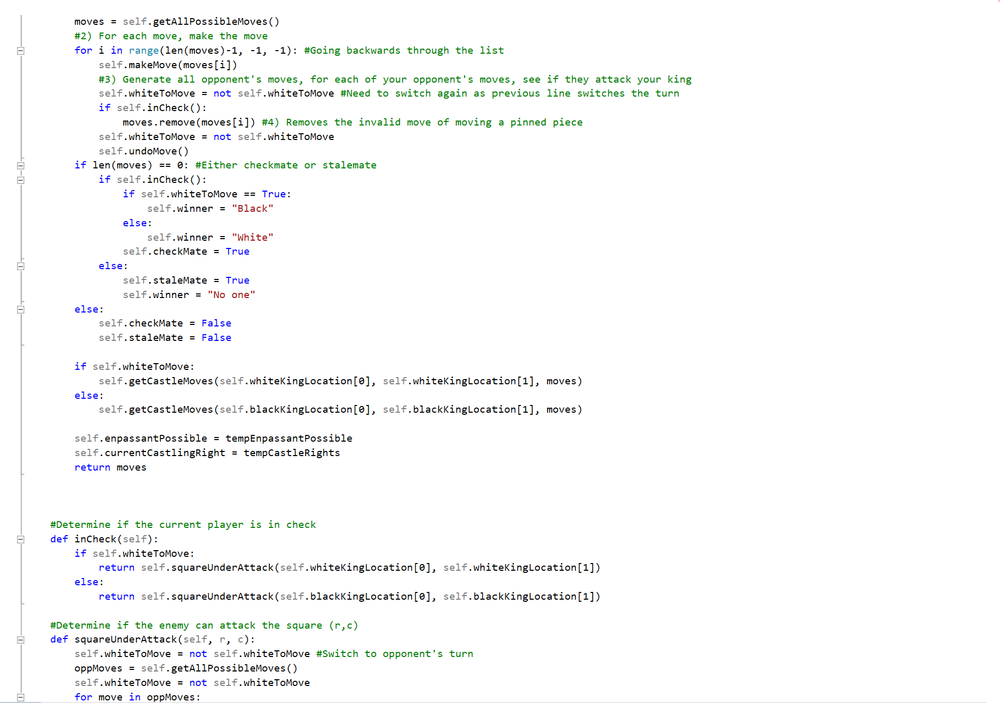 moves = self.getAllPossibleMoves()
#2) For each move, make the move
for i in range(len(moves)-1, -1, -1): #Going backwards through the list
self.makeMove(moves[i])
#3) Generate all opponent's moves, for each of your opponent's moves, see if they attack your king
self.whiteToMove = not self.whiteToMove #Need to switch again as previous line switches the turn
if self.inCheck():
moves.remove(moves[i]) #4) Removes the invalid move of moving a pinned piece
self.whiteToMove = not self.whiteToMove
self.undoMove()
if len(moves) == 0: #Either checkmate or stalemate
if self.inCheck():
if self.whiteToMove == True:
self.winner = "Black"
else:
self.winner = "White"
self.checkMate = True
else:
self.staleMate = True
self.winner = "No one"
else:
self.checkMate = False
self.staleMate = False
if self.whiteToMove:
self.getCastleMoves(self.whiteKingLocation[0], self.whiteKingLocation[1], moves)
else:
self.getCastleMoves(self.blackKingLocation[0], self.blackKingLocation[1], moves)
self.enpassantPossible = tempEnpassantPossible
self.currentCastlingRight = tempCastleRights
return moves
#Determine if the current player is in check
def inCheck(self):
if self.whiteToMove:
return self.squareUnderAttack(self.whiteKingLocation[0], self.whiteKingLocation[1])
else:
return self.squareUnderAttack(self.blackKingLocation[0], self.blackKingLocation[1])
#Determine if the enemy can attack the square (r,c)
def squareUnderAttack(self, r, c):
self.whiteToMove = not self.whiteToMove #Switch to opponent's turn
oppMoves = self.getAllPossibleMoves()
self.whiteToMove = not self.whiteToMove
for move in oppMoves: